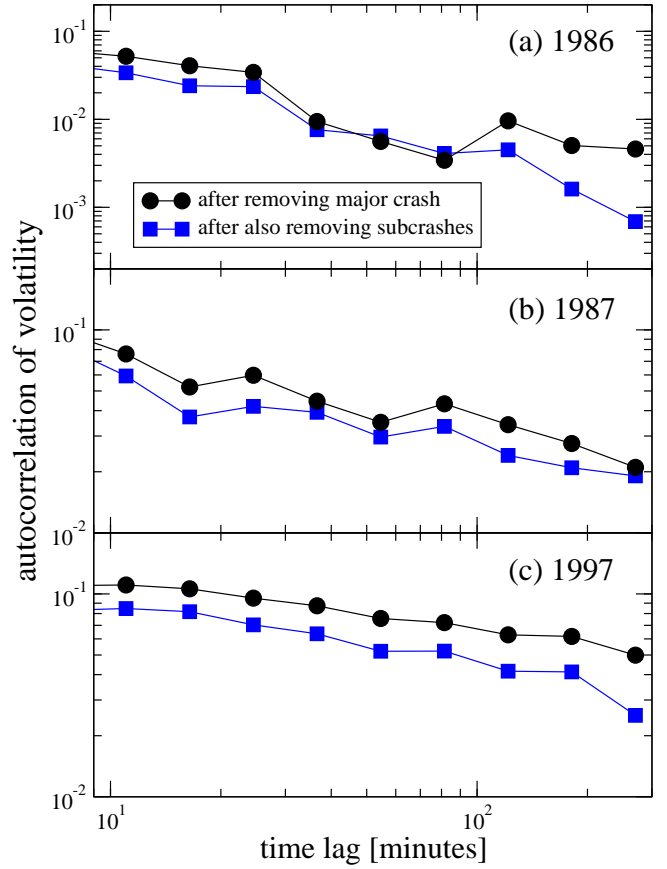 10^-1
(a) 1986
10^-2
after removing major crash
10^-3
after also removing subcrashes
autocorrelation of volatility
(b) 1987
10^-1
10^-2
(c) 1997
10^-1
10^-2
10^1
10^2
time lag [minutes]